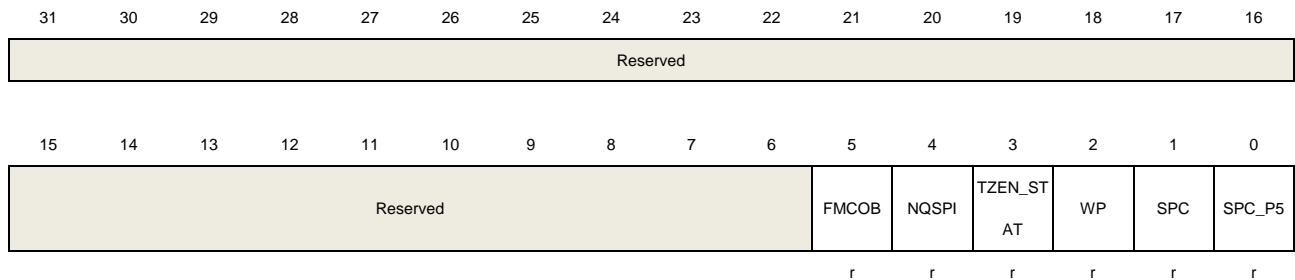 31 30 29 28 27 26 25 24 23 22 21 20 19 18 17 16
Reserved
15 14 13 12 11 10 9 8 7 6 5 4 3 2 1 0
Reserved FMCOB NQSPI TZEN_ST WP SPC SPC_P5
AT
r r r r r r